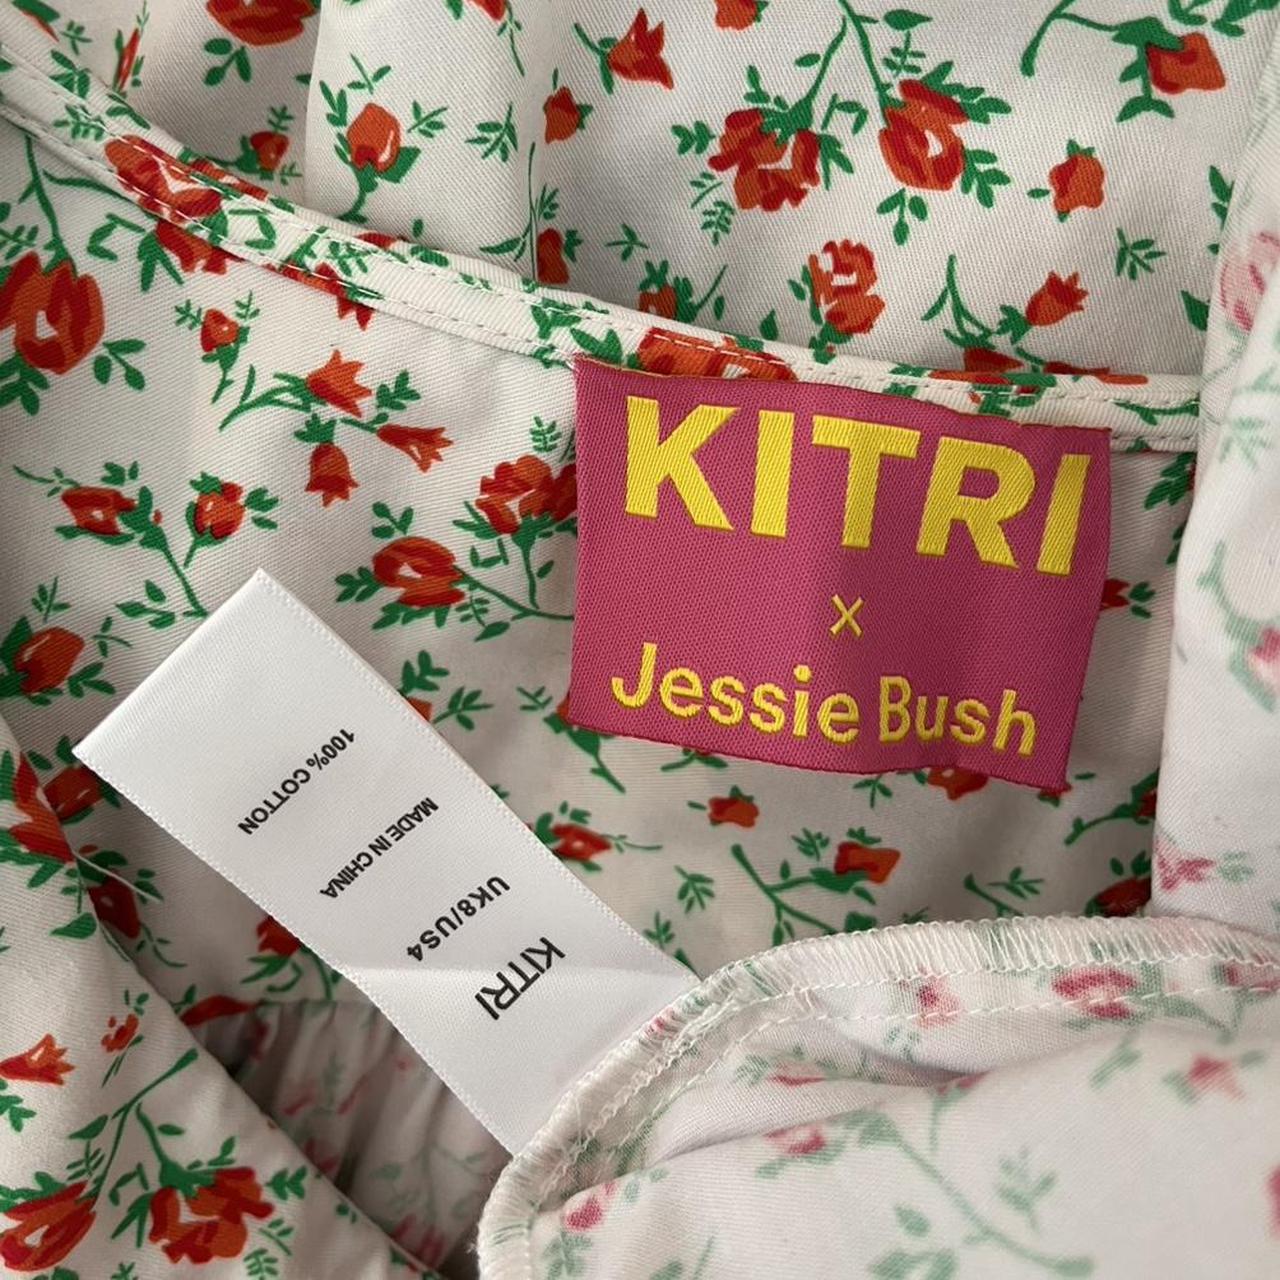 KITRI
x
Jessie Bush
KITRI
UK8/US4
MADE IN CHINA
100% COTTON